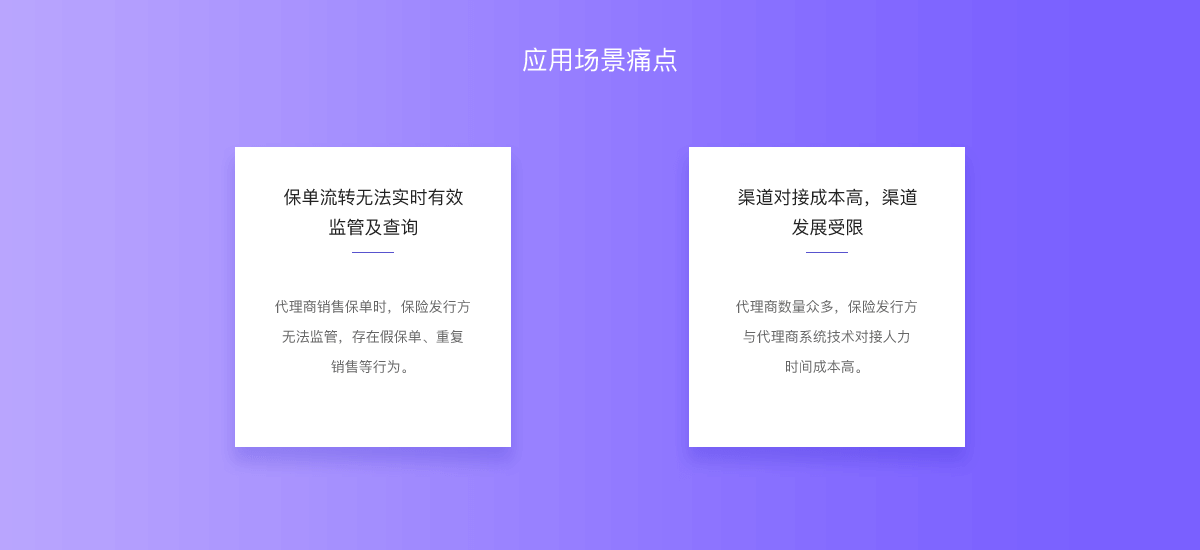 应用场景痛点
保单流转无法实时有效
监管及查询
代理商销售保单时，保险发行方
无法监管，存在假保单、重复
销售等行为。
渠道对接成本高，渠道
发展受限
代理商数量众多，保险发行方
与代理商系统技术对接人力
时间成本高。